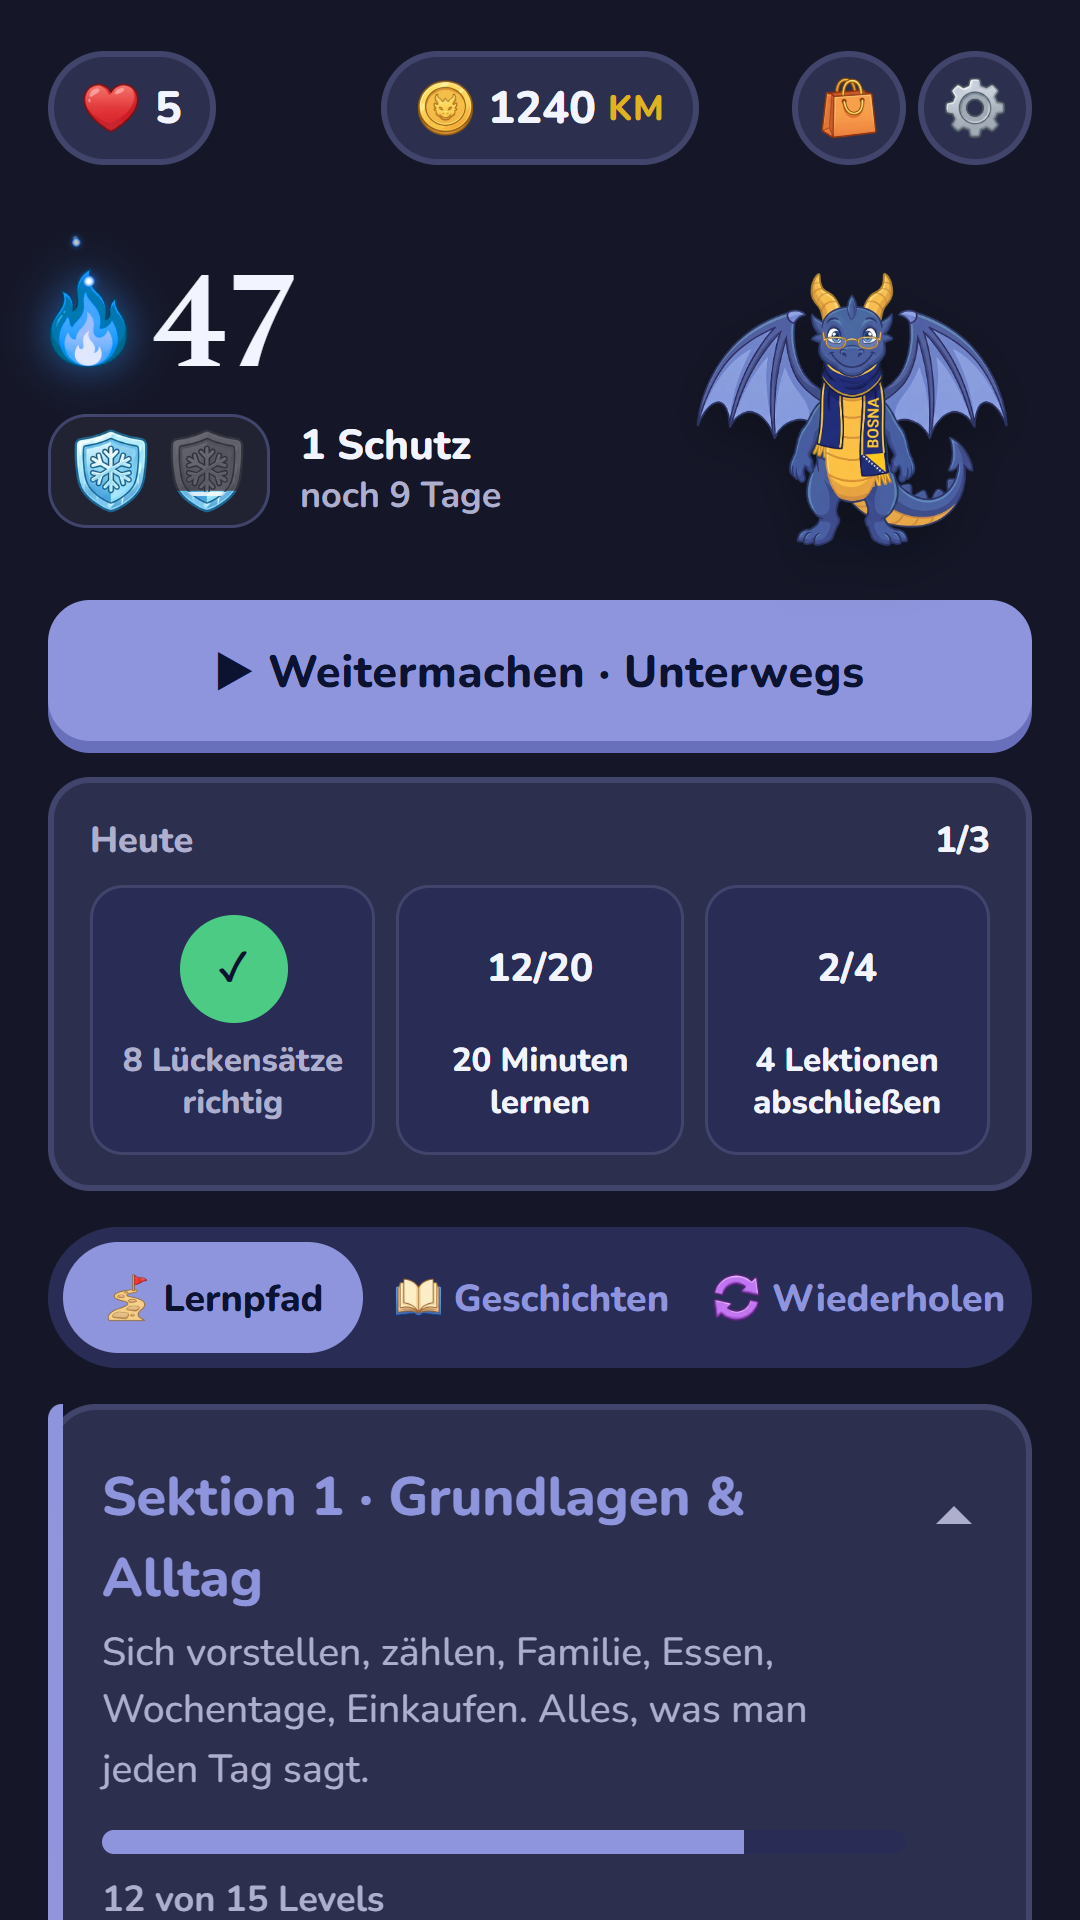 5
1240 KM
47
1 Schutz
noch 9 Tage
BOSNA
▶ Weitermachen · Unterwegs
Heute
1/3
✓
8 Lückensätze
richtig
12/20
20 Minuten
lernen
2/4
4 Lektionen
abschließen
Lernpfad
Geschichten
Wiederholen
Sektion 1 · Grundlagen &
Alltag
Sich vorstellen, zählen, Familie, Essen,
Wochentage, Einkaufen. Alles, was man
jeden Tag sagt.
12 von 15 Levels